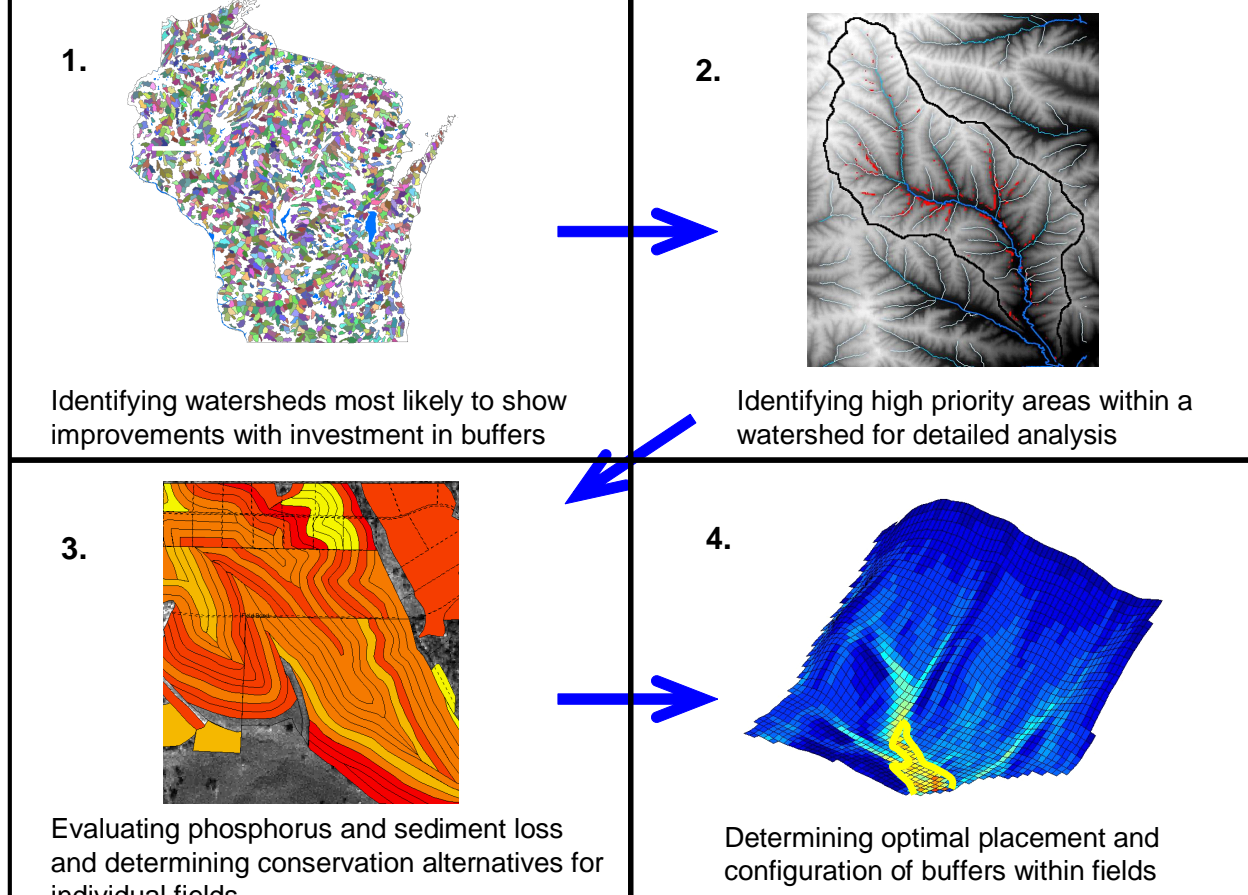 1.
Identifying watersheds most likely to show
improvements with investment in buffers
2.
Identifying high priority areas within a
watershed for detailed analysis
3.
Evaluating phosphorus and sediment loss
and determining conservation alternatives for
individual fields
4.
Determining optimal placement and
configuration of buffers within fields